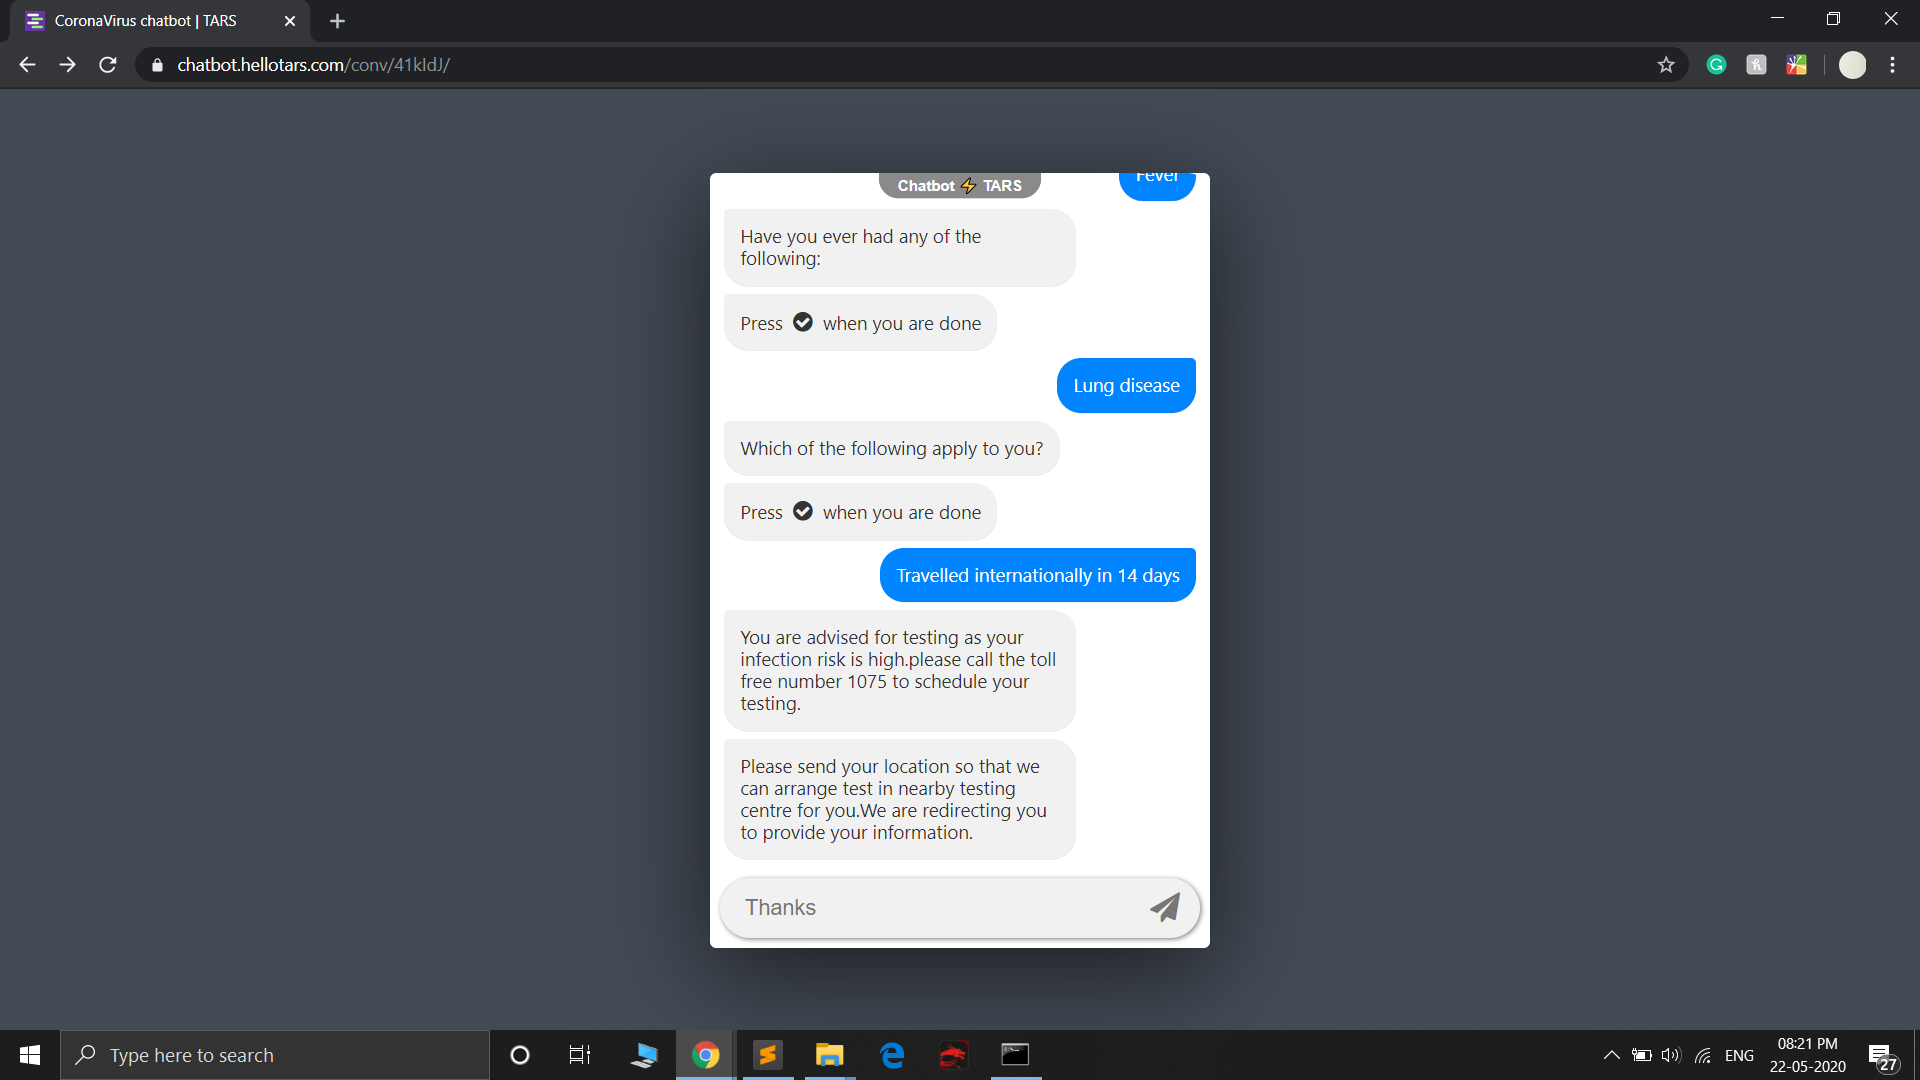 CoronaVirus chatbot | TARS
chatbot.hellotars.com/conv/41kIdJ/
Chatbot ⚡ TARS
Fever
Have you ever had any of the
following:
Press when you are done
Lung disease
Which of the following apply to you?
Press when you are done
Travelled internationally in 14 days
You are advised for testing as your
infection risk is high.please call the toll
free number 1075 to schedule your
testing.
Please send your location so that we
can arrange test in nearby testing
centre for you.We are redirecting you
to provide your information.
Thanks
Type here to search
ENG
08:21 PM
22-05-2020
27